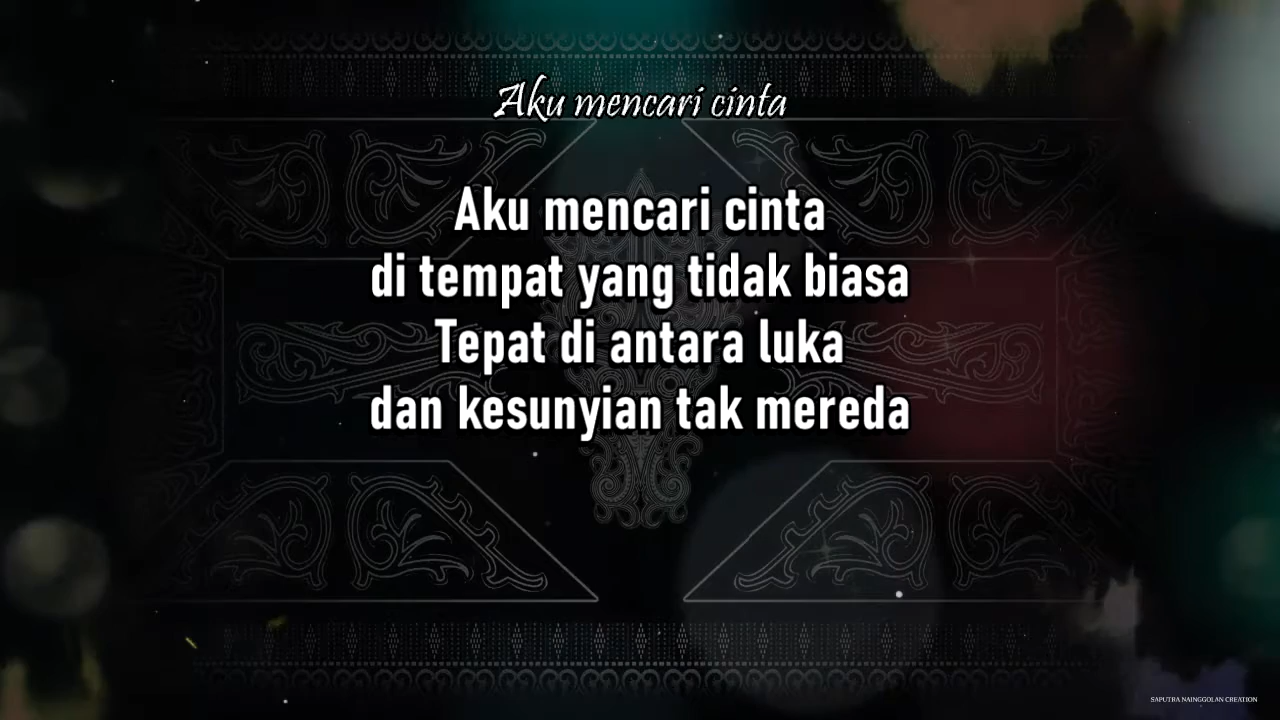 Aku mencari cinta
Aku mencari cinta
di tempat yang tidak biasa
Tepat di antara luka
dan kesunyian tak mereda
SAPUTRA NAINGGOLAN CREATION